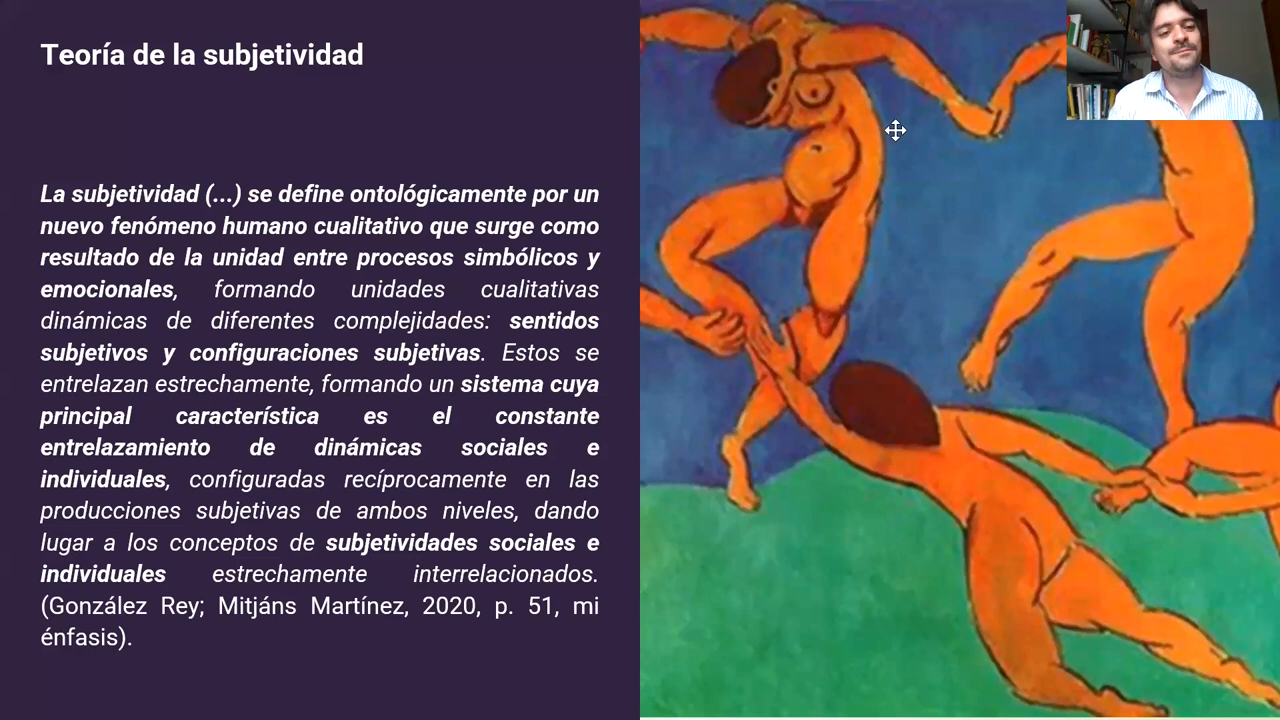 Teoría de la subjetividad
La subjetividad (...) se define ontológicamente por un
nuevo fenómeno humano cualitativo que surge como
resultado de la unidad entre procesos simbólicos y
emocionales, formando unidades cualitativas
dinámicas de diferentes complejidades: sentidos
subjetivos y configuraciones subjetivas. Estos se
entrelazan estrechamente, formando un sistema cuya
principal característica es el constante
entrelazamiento de dinámicas sociales e
individuales, configuradas recíprocamente en las
producciones subjetivas de ambos niveles, dando
lugar a los conceptos de subjetividades sociales e
individuales estrechamente interrelacionados.
(González Rey; Mitjáns Martínez, 2020, p. 51, mi
énfasis).